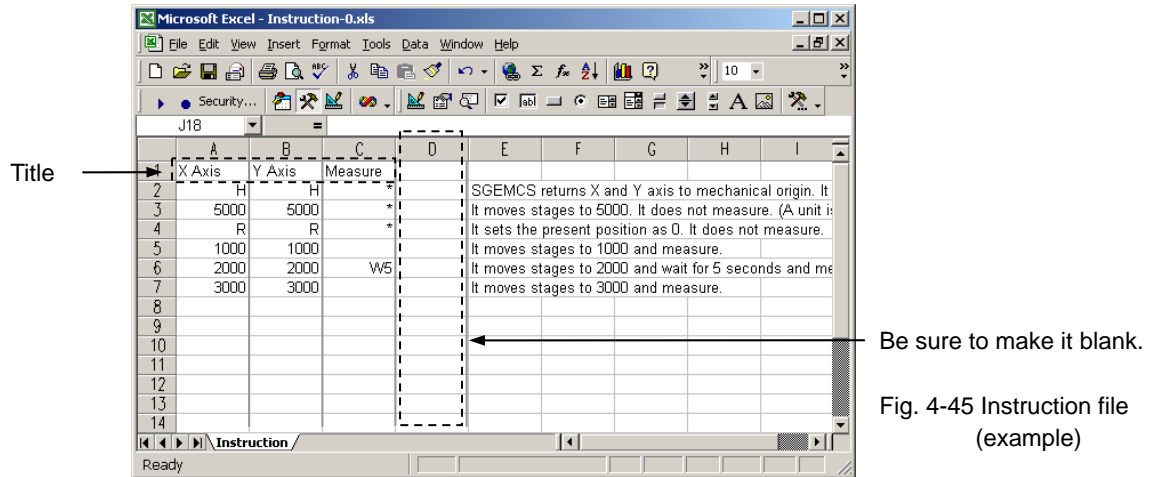 Microsoft Excel - Instruction-0.xls
File Edit View Insert Format Tools Data Window Help
10
Security...
J18 =
A B C D E F G H I
Title
1 X Axis Y Axis Measure
2 H H * SGEMCS returns X and Y axis to mechanical origin. It
3 5000 5000 * It moves stages to 5000. It does not measure. (A unit is
4 R R * It sets the present position as 0. It does not measure.
5 1000 1000 It moves stages to 1000 and measure.
6 2000 2000 W5 It moves stages to 2000 and wait for 5 seconds and me
7 3000 3000 It moves stages to 3000 and measure.
8
9
10
11
12
13
14
Be sure to make it blank.
Fig. 4-45 Instruction file
(example)
Instruction
Ready